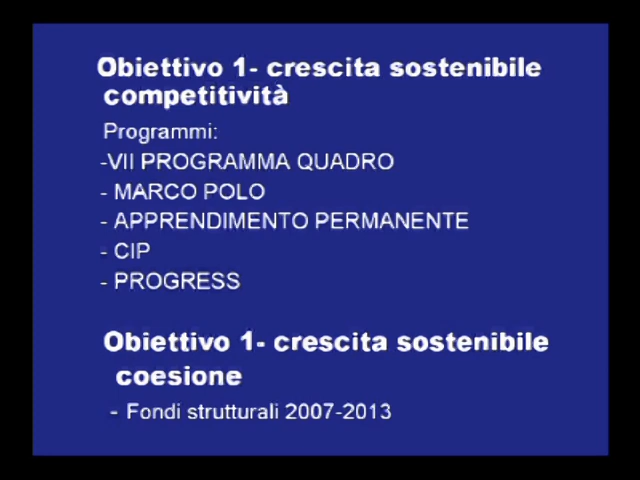 Obiettivo 1- crescita sostenibile
competitività
Programmi:
-VII PROGRAMMA QUADRO
- MARCO POLO
- APPRENDIMENTO PERMANENTE
- CIP
- PROGRESS
Obiettivo 1- crescita sostenibile
coesione
- Fondi strutturali 2007-2013